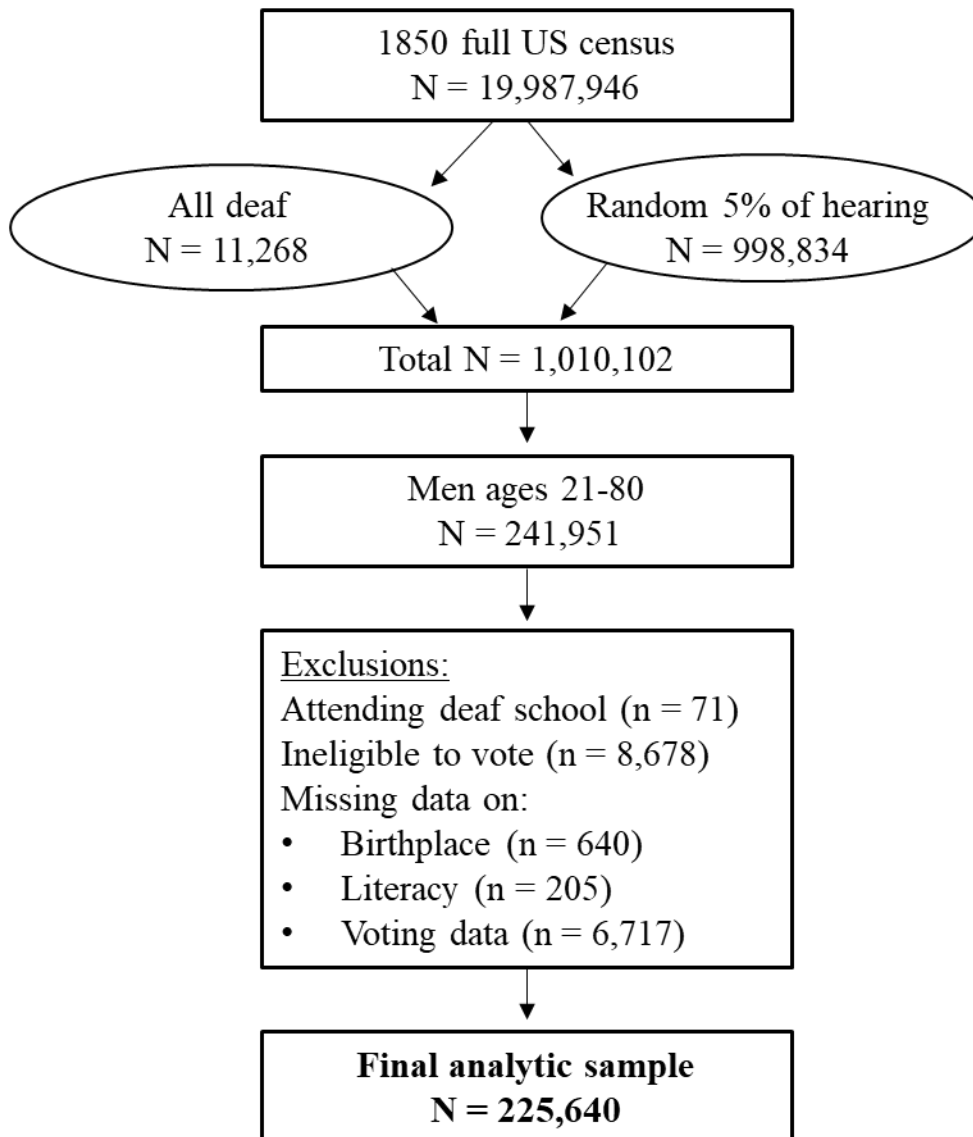 1850 full US census
N = 19,987,946
All deaf
N = 11,268
Random 5% of hearing
N = 998,834
Total N = 1,010,102
Men ages 21-80
N = 241,951
Exclusions:
Attending deaf school (n = 71)
Ineligible to vote (n = 8,678)
Missing data on:
• Birthplace (n = 640)
• Literacy (n = 205)
• Voting data (n = 6,717)
Final analytic sample
N = 225,640